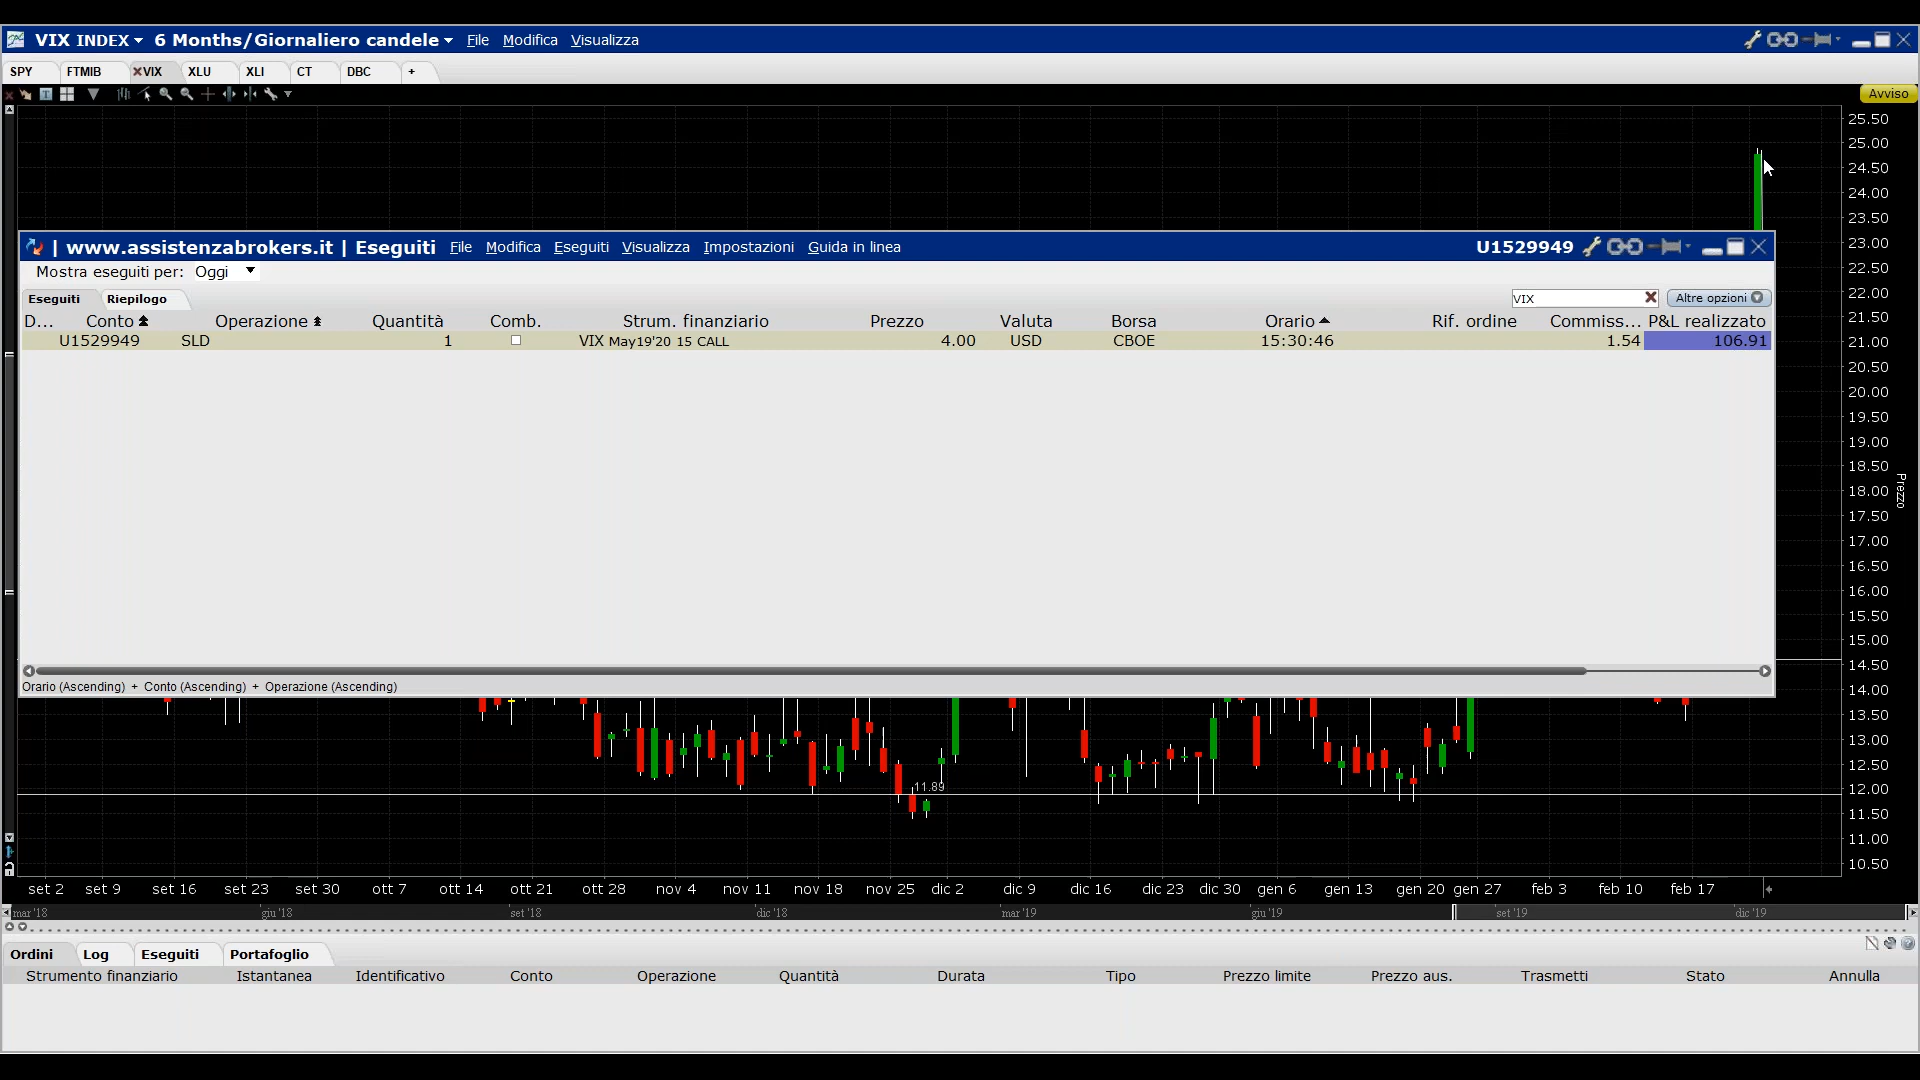 VIX INDEX 6 Months/Giornaliero candele File Modifica Visualizza
SPY FTMIB VIX XLU XLI CT DBC +
Avviso
25.50
25.00
24.50
24.00
23.50
23.00
22.50
22.00
21.50
21.00
20.50
20.00
19.50
19.00
18.50
18.00
17.50
17.00
16.50
16.00
15.50
15.00
14.50
14.00
13.50
13.00
12.50
12.00
11.50
11.00
10.50
Prezzo
| www.assistenzabrokers.it | Eseguiti File Modifica Eseguiti Visualizza Impostazioni Guida in linea U1529949
Mostra eseguiti per: Oggi
Eseguiti Riepilogo VIX Altre opzioni
D... Conto Operazione Quantità Comb. Strum. finanziario Prezzo Valuta Borsa Orario Rif. ordine Commiss... P&L realizzato
U1529949 SLD 1 VIX May19'20 15 CALL 4.00 USD CBOE 15:30:46 1.54 106.91
Orario (Ascending) + Conto (Ascending) + Operazione (Ascending)
11.89
set 2 set 9 set 16 set 23 set 30 ott 7 ott 14 ott 21 ott 28 nov 4 nov 11 nov 18 nov 25 dic 2 dic 9 dic 16 dic 23 dic 30 gen 6 gen 13 gen 20 gen 27 feb 3 feb 10 feb 17
mar '18 giu '18 set '18 dic '18 mar '19 giu '19 set '19 dic '19
Ordini Log Eseguiti Portafoglio
Strumento finanziario Istantanea Identificativo Conto Operazione Quantità Durata Tipo Prezzo limite Prezzo aus. Trasmetti Stato Annulla